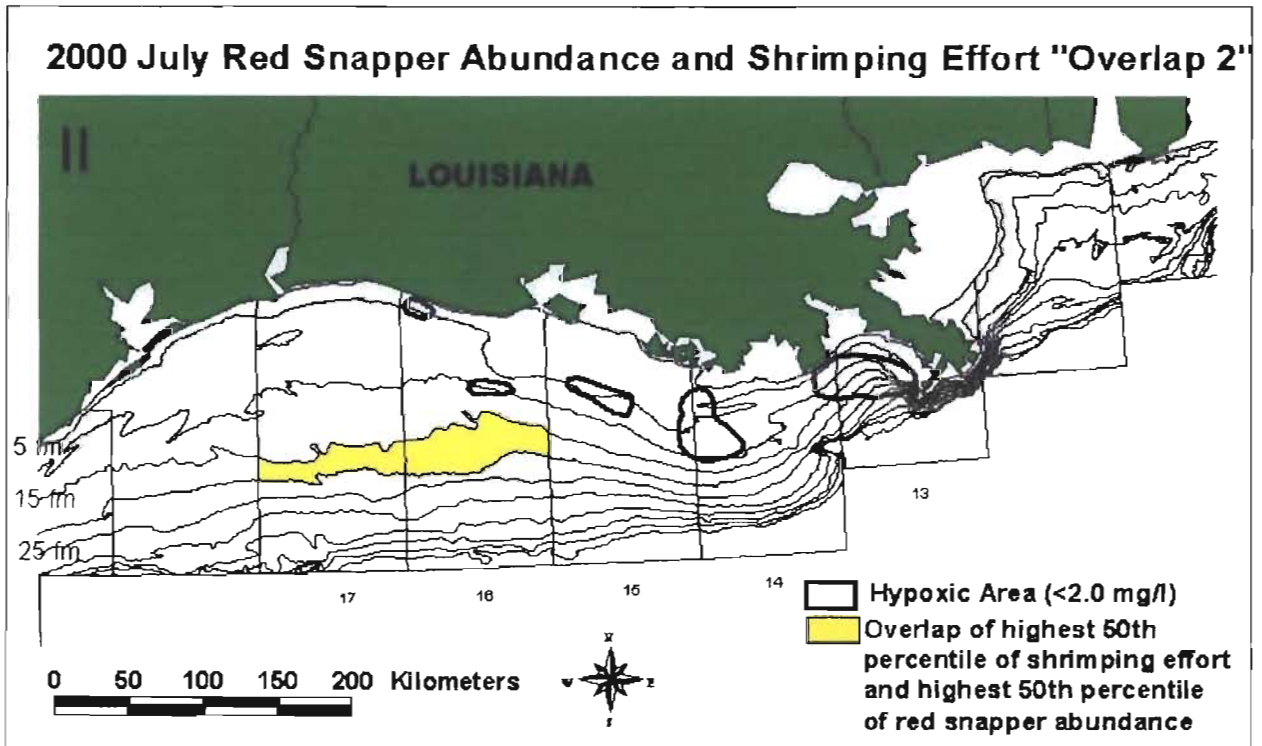 2000 July Red Snapper Abundance and Shrimping Effort "Overlap 2"
II
LOUISIANA
5 fm
15 fm
25 fm
13
14
15
16
17
Hypoxic Area (<2.0 mg/l)
Overlap of highest 50th
percentile of shrimping effort
and highest 50th percentile
of red snapper abundance
0 50 100 150 200 Kilometers
N
W E
S